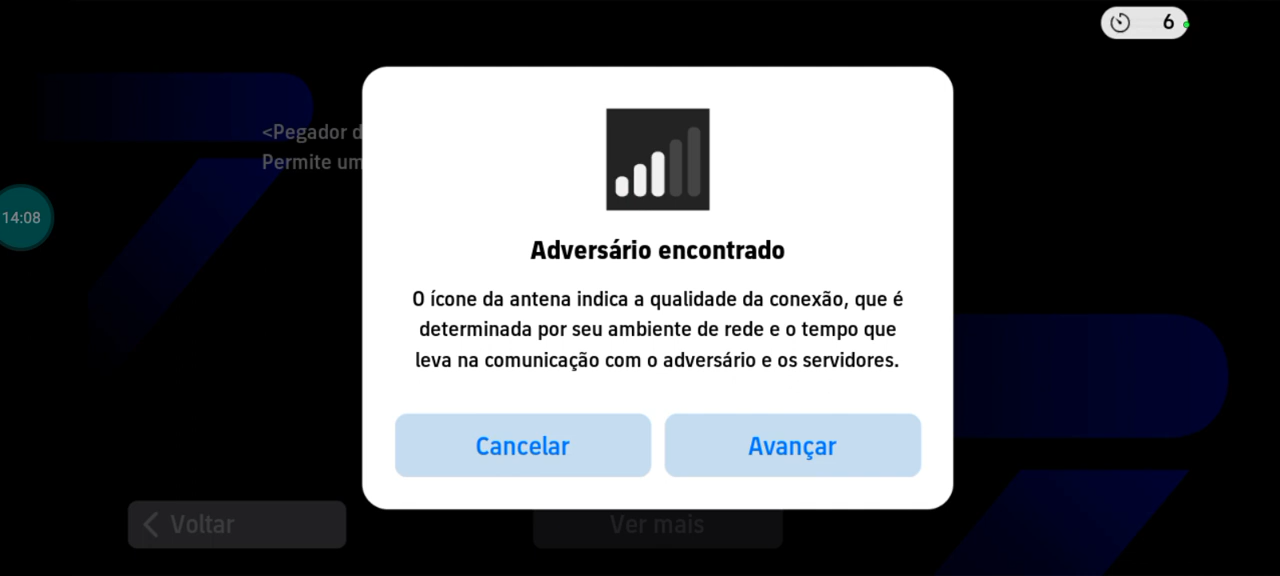 6
<Pegador d
Permite um
14:08
Adversário encontrado
O ícone da antena indica a qualidade da conexão, que é
determinada por seu ambiente de rede e o tempo que
leva na comunicação com o adversário e os servidores.
Cancelar
Avançar
Voltar
Ver mais